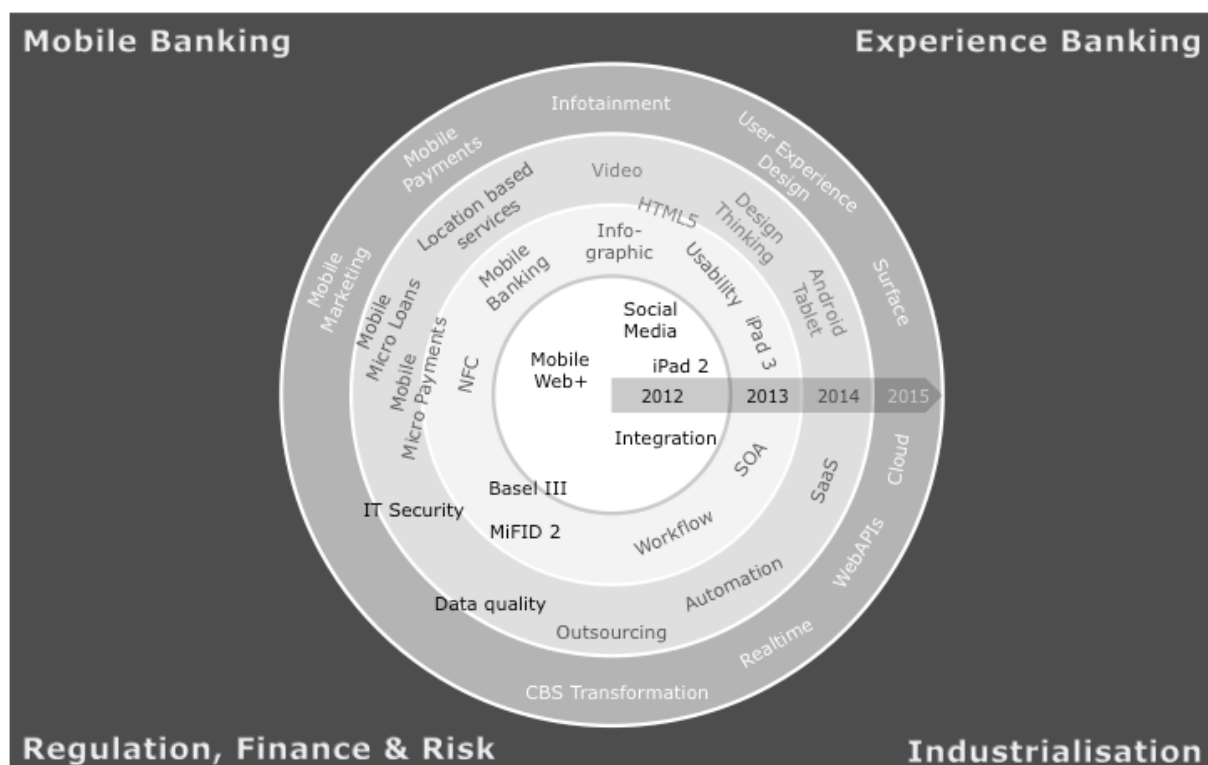 Mobile Banking
Experience Banking
Infotainment
Mobile
Payments
User Experience
Design
Video
Location based
services
HTML5
Design
Thinking
Info-
graphic
Mobile
Banking
Usability
Mobile
Marketing
Surface
Android
Tablet
Mobile
Micro Loans
Social
Media
iPad 3
Mobile
Micro Payments
NFC
Mobile
Web+
iPad 2
2012
2013
2014
2015
Integration
SOA
SaaS
Cloud
Basel III
IT Security
MiFID 2
Workflow
WebAPIs
Data quality
Automation
Outsourcing
Realtime
CBS Transformation
Regulation, Finance & Risk
Industrialisation